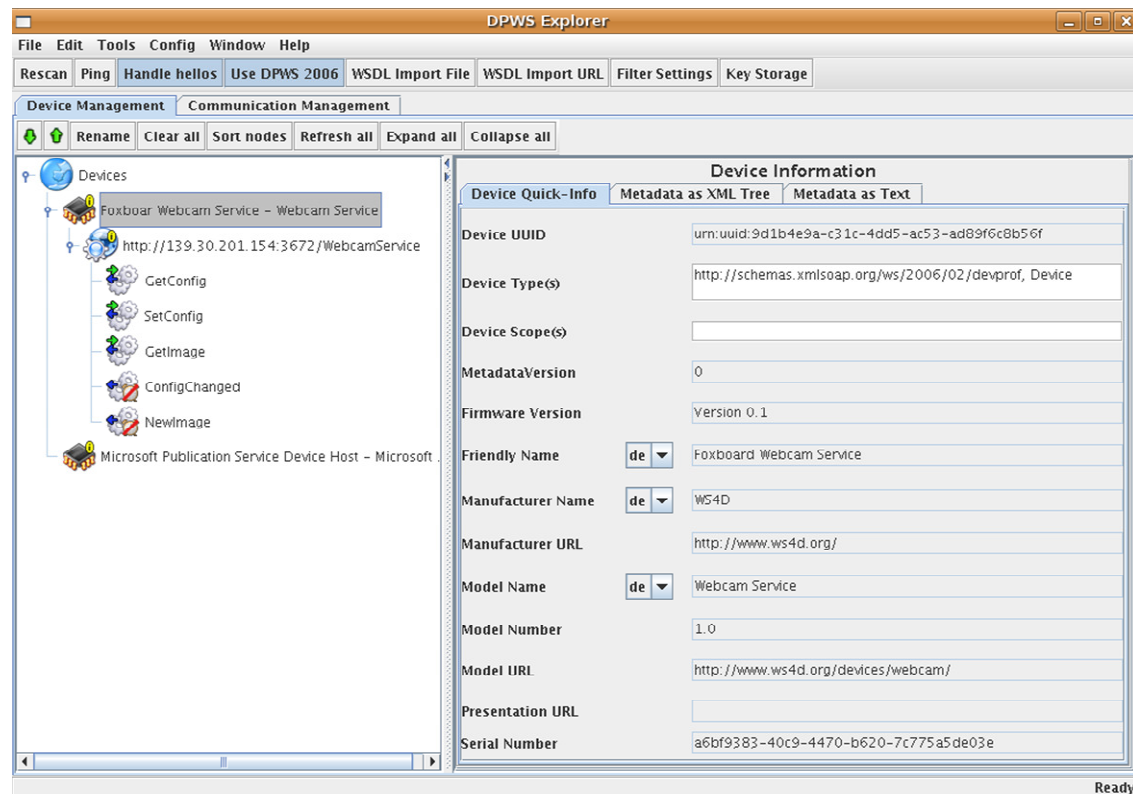 DPWS Explorer
File Edit Tools Config Window Help
Rescan Ping Handle hellos Use DPWS 2006 WSDL Import File WSDL Import URL Filter Settings Key Storage
Device Management Communication Management
Rename Clear all Sort nodes Refresh all Expand all Collapse all
Devices
Foxboar Webcam Service – Webcam Service
http://139.30.201.154:3672/WebcamService
GetConfig
SetConfig
GetImage
ConfigChanged
NewImage
Microsoft Publication Service Device Host – Microsoft .
Device Information
Device Quick-Info Metadata as XML Tree Metadata as Text
Device UUID urn:uuid:9d1b4e9a-c31c-4dd5-ac53-ad89f6c8b56f
Device Type(s) http://schemas.xmlsoap.org/ws/2006/02/devprof, Device
Device Scope(s)
MetadataVersion 0
Firmware Version Version 0.1
Friendly Name de Foxboard Webcam Service
Manufacturer Name de WS4D
Manufacturer URL http://www.ws4d.org/
Model Name de Webcam Service
Model Number 1.0
Model URL http://www.ws4d.org/devices/webcam/
Presentation URL
Serial Number a6bf9383-40c9-4470-b620-7c775a5de03e
Ready